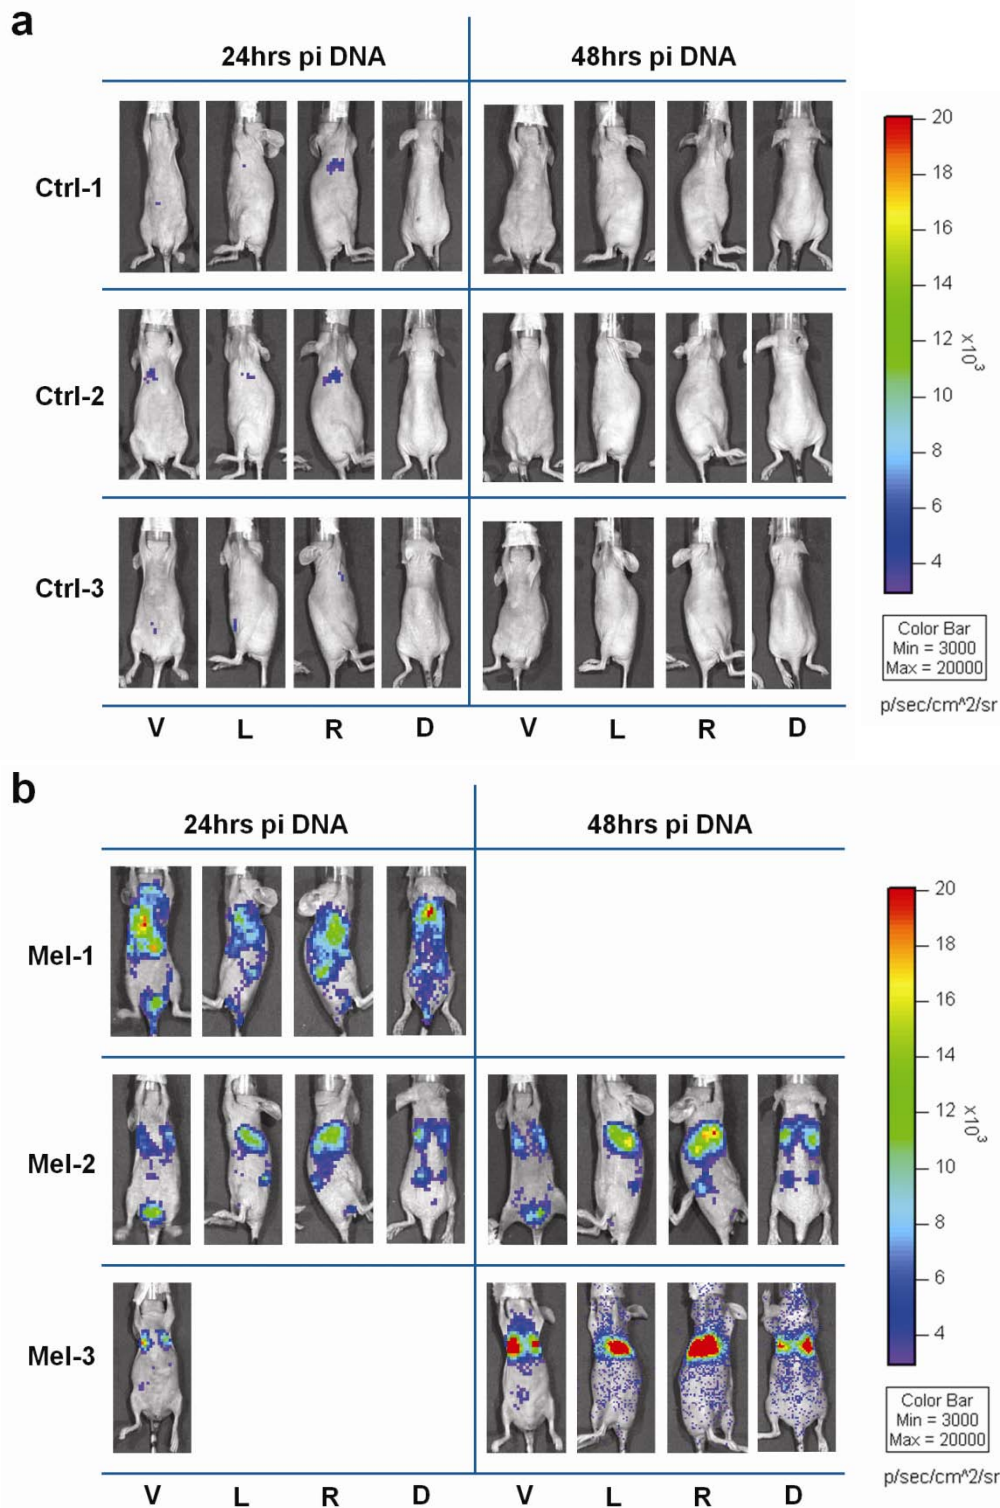 a
24hrs pi DNA 48hrs pi DNA
Ctrl-1
Ctrl-2
Ctrl-3
V L R D V L R D
20
18
16
14
12
10
8
6
4
x10^3
Color Bar
Min = 3000
Max = 20000
p/sec/cm^2/sr
b
24hrs pi DNA 48hrs pi DNA
Mel-1
Mel-2
Mel-3
V L R D V L R D
20
18
16
14
12
10
8
6
4
x10^3
Color Bar
Min = 3000
Max = 20000
p/sec/cm^2/sr